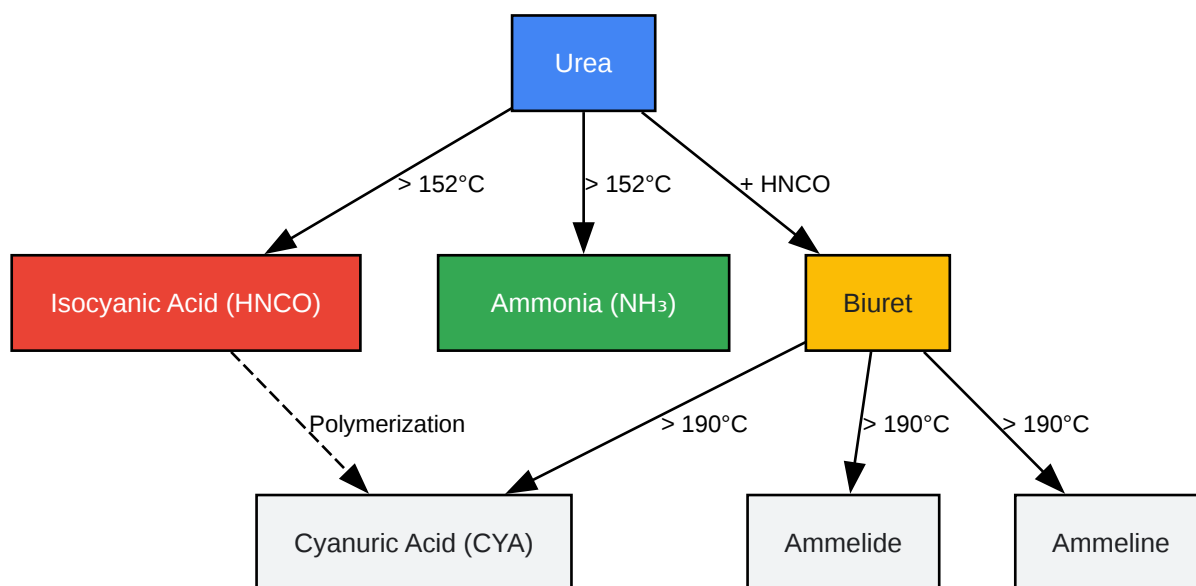 Urea
> 152°C
> 152°C
+ HNCO
Isocyanic Acid (HNCO)
Ammonia (NH₃)
Biuret
Polymerization
> 190°C
> 190°C
> 190°C
Cyanuric Acid (CYA)
Ammelide
Ammeline